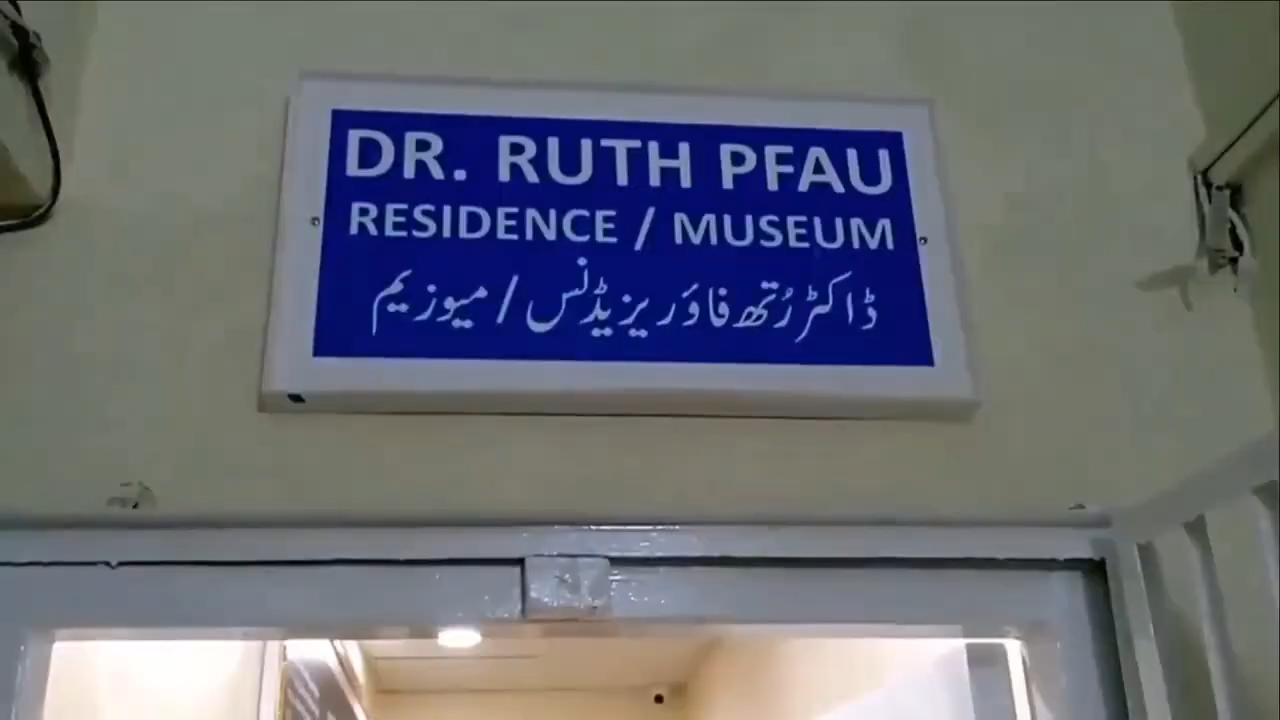 DR. RUTH PFAU
RESIDENCE / MUSEUM
ڈاکٹر رُتھ فاؤ ریزیڈنس / میوزیم